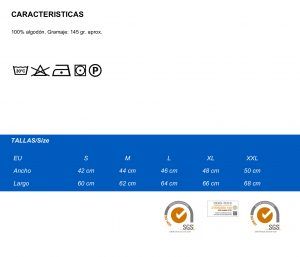 CARACTERISTICAS
100% algodón. Gramaje: 145 gr. aprox.
30°C
P
TALLAS/Size
EU S M L XL XXL
Ancho 42 cm 44 cm 46 cm 48 cm 50 cm
Largo 60 cm 62 cm 64 cm 66 cm 68 cm
SGS
SGS